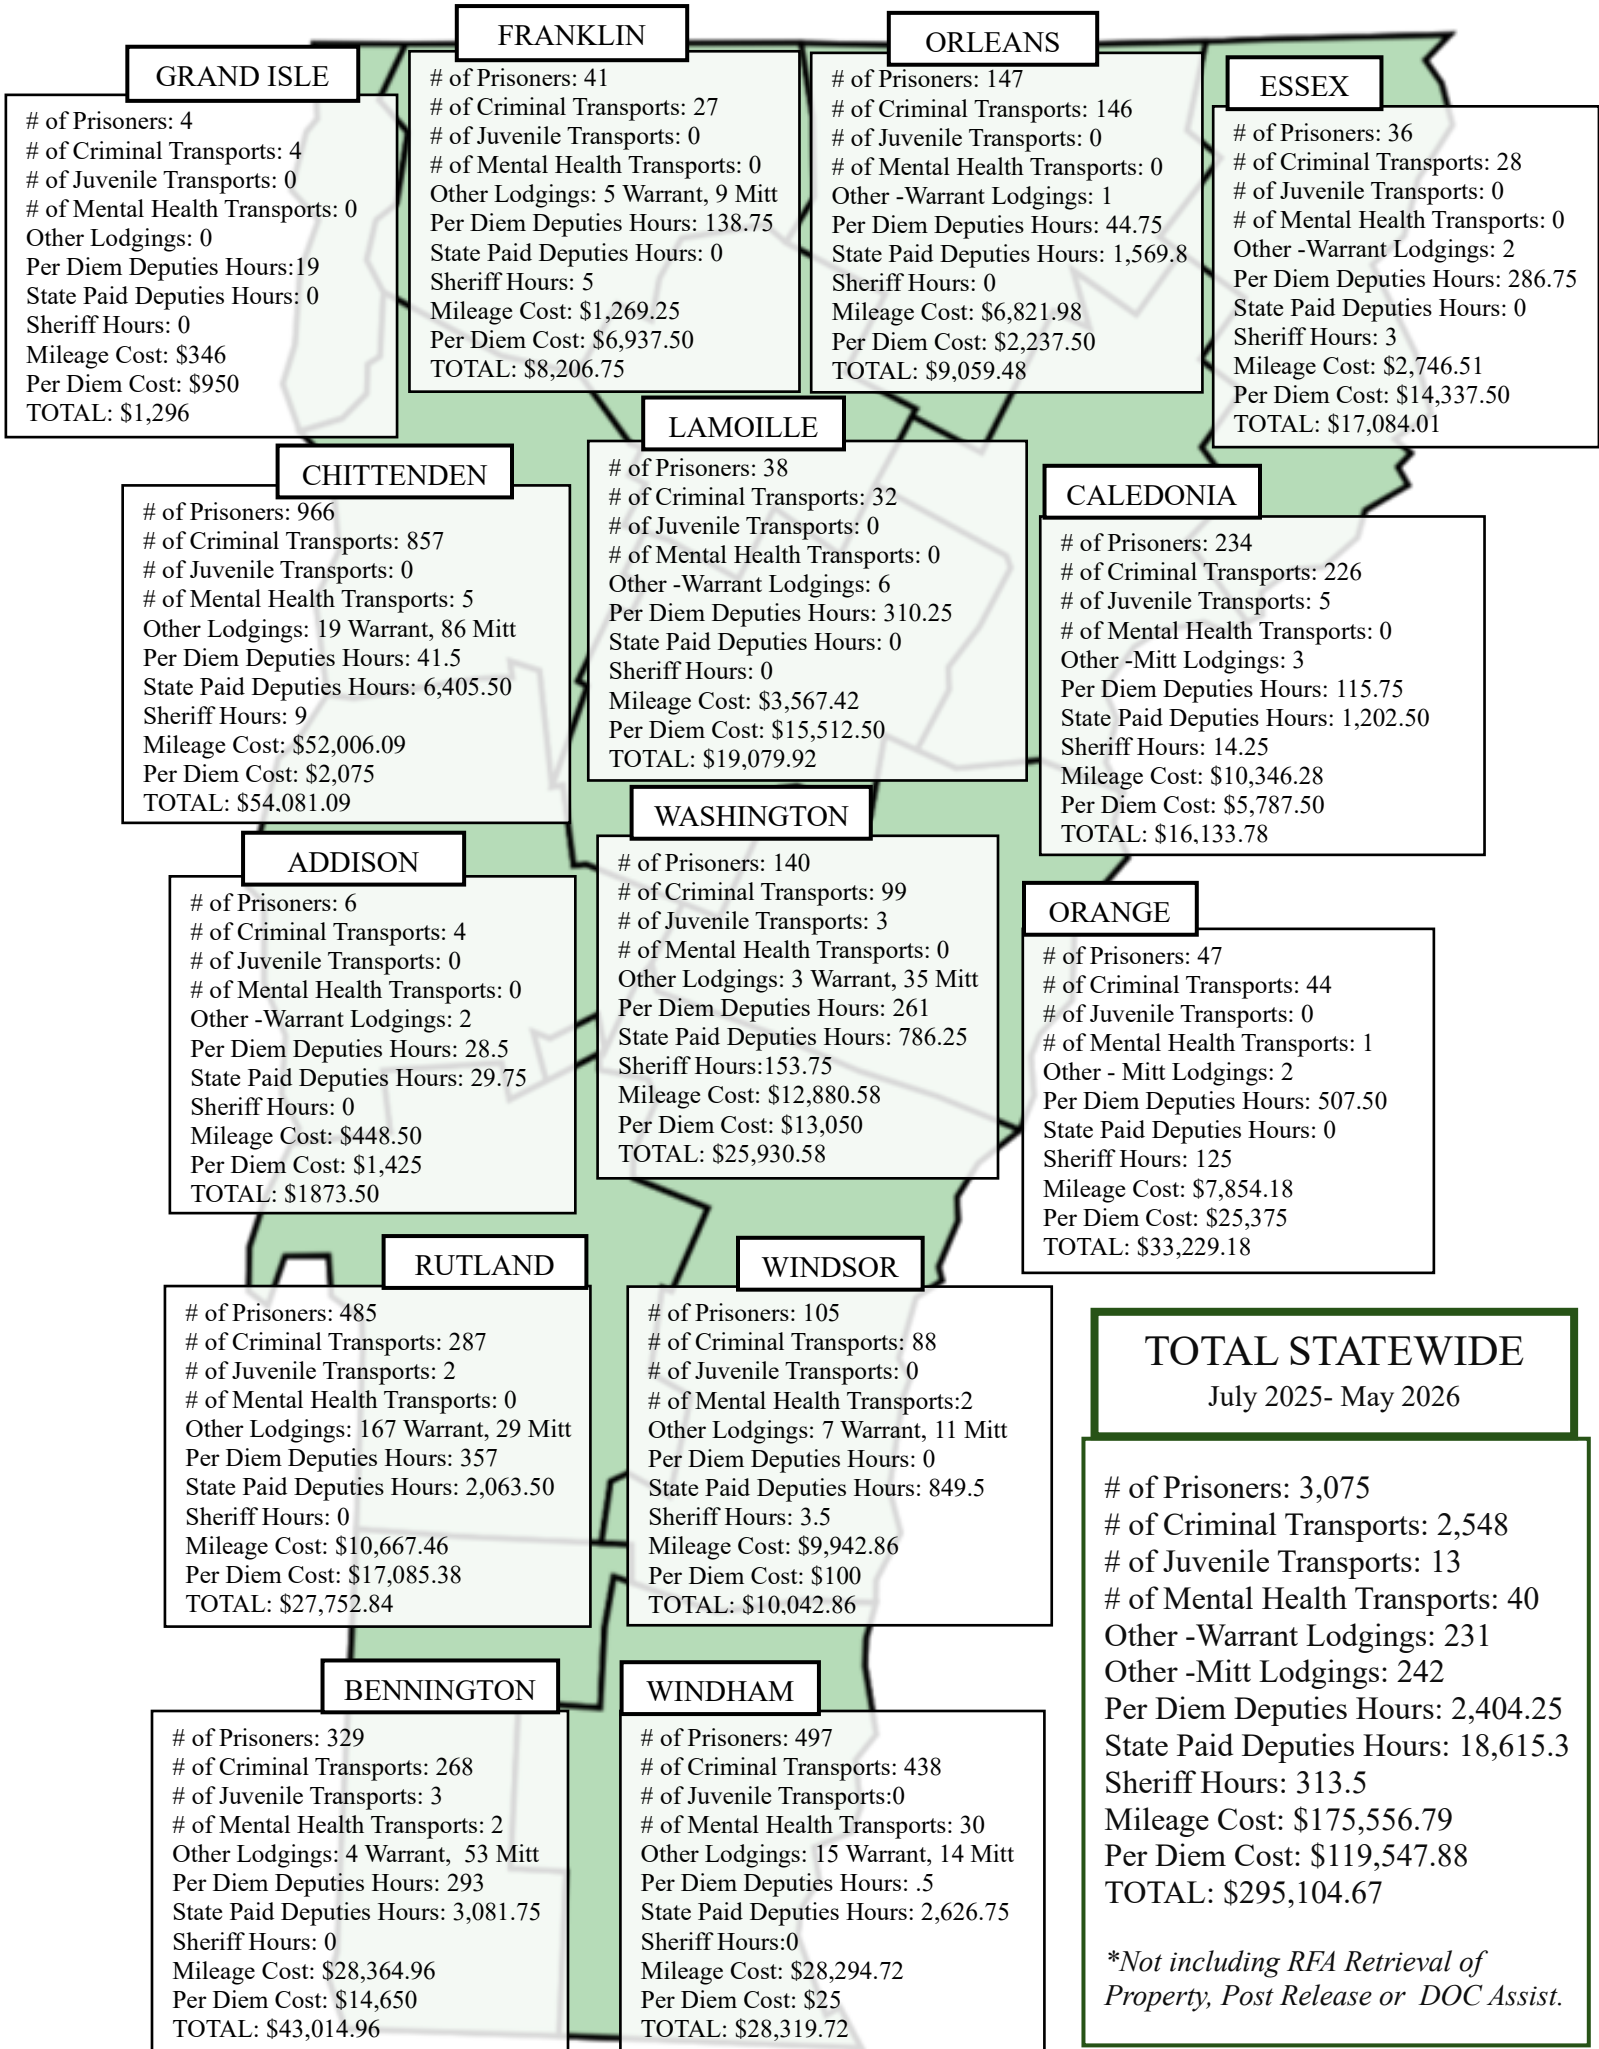 GRAND ISLE
# of Prisoners: 4
# of Criminal Transports: 4
# of Juvenile Transports: 0
# of Mental Health Transports: 0
Other Lodgings: 0
Per Diem Deputies Hours:19
State Paid Deputies Hours: 0
Sheriff Hours: 0
Mileage Cost: $346
Per Diem Cost: $950
TOTAL: $1,296
FRANKLIN
# of Prisoners: 41
# of Criminal Transports: 27
# of Juvenile Transports: 0
# of Mental Health Transports: 0
Other Lodgings: 5 Warrant, 9 Mitt
Per Diem Deputies Hours: 138.75
State Paid Deputies Hours: 0
Sheriff Hours: 5
Mileage Cost: $1,269.25
Per Diem Cost: $6,937.50
TOTAL: $8,206.75
ORLEANS
# of Prisoners: 147
# of Criminal Transports: 146
# of Juvenile Transports: 0
# of Mental Health Transports: 0
Other -Warrant Lodgings: 1
Per Diem Deputies Hours: 44.75
State Paid Deputies Hours: 1,569.8
Sheriff Hours: 0
Mileage Cost: $6,821.98
Per Diem Cost: $2,237.50
TOTAL: $9,059.48
ESSEX
# of Prisoners: 36
# of Criminal Transports: 28
# of Juvenile Transports: 0
# of Mental Health Transports: 0
Other -Warrant Lodgings: 2
Per Diem Deputies Hours: 286.75
State Paid Deputies Hours: 0
Sheriff Hours: 3
Mileage Cost: $2,746.51
Per Diem Cost: $14,337.50
TOTAL: $17,084.01
CHITTENDEN
# of Prisoners: 966
# of Criminal Transports: 857
# of Juvenile Transports: 0
# of Mental Health Transports: 5
Other Lodgings: 19 Warrant, 86 Mitt
Per Diem Deputies Hours: 41.5
State Paid Deputies Hours: 6,405.50
Sheriff Hours: 9
Mileage Cost: $52,006.09
Per Diem Cost: $2,075
TOTAL: $54,081.09
LAMOILLE
# of Prisoners: 38
# of Criminal Transports: 32
# of Juvenile Transports: 0
# of Mental Health Transports: 0
Other -Warrant Lodgings: 6
Per Diem Deputies Hours: 310.25
State Paid Deputies Hours: 0
Sheriff Hours: 0
Mileage Cost: $3,567.42
Per Diem Cost: $15,512.50
TOTAL: $19,079.92
CALEDONIA
# of Prisoners: 234
# of Criminal Transports: 226
# of Juvenile Transports: 5
# of Mental Health Transports: 0
Other -Mitt Lodgings: 3
Per Diem Deputies Hours: 115.75
State Paid Deputies Hours: 1,202.50
Sheriff Hours: 14.25
Mileage Cost: $10,346.28
Per Diem Cost: $5,787.50
TOTAL: $16,133.78
ADDISON
# of Prisoners: 6
# of Criminal Transports: 4
# of Juvenile Transports: 0
# of Mental Health Transports: 0
Other -Warrant Lodgings: 2
Per Diem Deputies Hours: 28.5
State Paid Deputies Hours: 29.75
Sheriff Hours: 0
Mileage Cost: $448.50
Per Diem Cost: $1,425
TOTAL: $1873.50
WASHINGTON
# of Prisoners: 140
# of Criminal Transports: 99
# of Juvenile Transports: 3
# of Mental Health Transports: 0
Other Lodgings: 3 Warrant, 35 Mitt
Per Diem Deputies Hours: 261
State Paid Deputies Hours: 786.25
Sheriff Hours:153.75
Mileage Cost: $12,880.58
Per Diem Cost: $13,050
TOTAL: $25,930.58
ORANGE
# of Prisoners: 47
# of Criminal Transports: 44
# of Juvenile Transports: 0
# of Mental Health Transports: 1
Other - Mitt Lodgings: 2
Per Diem Deputies Hours: 507.50
State Paid Deputies Hours: 0
Sheriff Hours: 125
Mileage Cost: $7,854.18
Per Diem Cost: $25,375
TOTAL: $33,229.18
RUTLAND
# of Prisoners: 485
# of Criminal Transports: 287
# of Juvenile Transports: 2
# of Mental Health Transports: 0
Other Lodgings: 167 Warrant, 29 Mitt
Per Diem Deputies Hours: 357
State Paid Deputies Hours: 2,063.50
Sheriff Hours: 0
Mileage Cost: $10,667.46
Per Diem Cost: $17,085.38
TOTAL: $27,752.84
WINDSOR
# of Prisoners: 105
# of Criminal Transports: 88
# of Juvenile Transports: 0
# of Mental Health Transports:2
Other Lodgings: 7 Warrant, 11 Mitt
Per Diem Deputies Hours: 0
State Paid Deputies Hours: 849.5
Sheriff Hours: 3.5
Mileage Cost: $9,942.86
Per Diem Cost: $100
TOTAL: $10,042.86
BENNINGTON
# of Prisoners: 329
# of Criminal Transports: 268
# of Juvenile Transports: 3
# of Mental Health Transports: 2
Other Lodgings: 4 Warrant,  53 Mitt
Per Diem Deputies Hours: 293
State Paid Deputies Hours: 3,081.75
Sheriff Hours: 0
Mileage Cost: $28,364.96
Per Diem Cost: $14,650
TOTAL: $43,014.96
WINDHAM
# of Prisoners: 497
# of Criminal Transports: 438
# of Juvenile Transports:0
# of Mental Health Transports: 30
Other Lodgings: 15 Warrant, 14 Mitt
Per Diem Deputies Hours: .5
State Paid Deputies Hours: 2,626.75
Sheriff Hours:0
Mileage Cost: $28,294.72
Per Diem Cost: $25
TOTAL: $28,319.72
TOTAL STATEWIDE
July 2025- May 2026
# of Prisoners: 3,075
# of Criminal Transports: 2,548
# of Juvenile Transports: 13
# of Mental Health Transports: 40
Other -Warrant Lodgings: 231
Other -Mitt Lodgings: 242
Per Diem Deputies Hours: 2,404.25
State Paid Deputies Hours: 18,615.3
Sheriff Hours: 313.5
Mileage Cost: $175,556.79
Per Diem Cost: $119,547.88
TOTAL: $295,104.67
*Not including RFA Retrieval of
Property, Post Release or  DOC Assist.